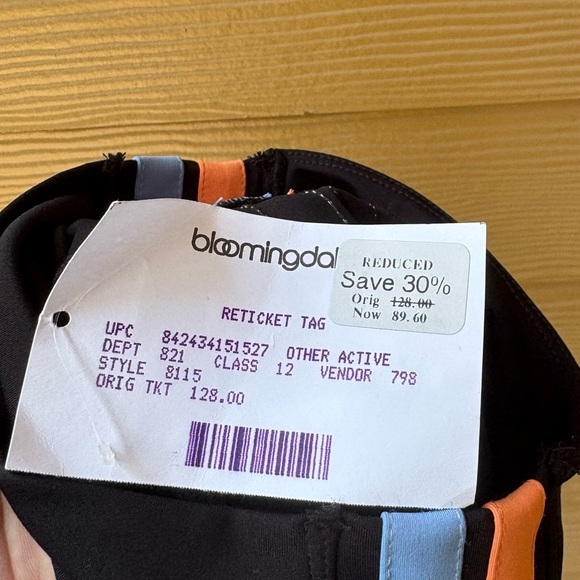 bloomingdal
REDUCED
Save 30%
Orig 128.00
Now 89.60
RETICKET TAG
UPC 842434151527 OTHER ACTIVE
DEPT 821 CLASS 12 VENDOR 798
STYLE 8115
ORIG TKT 128.00